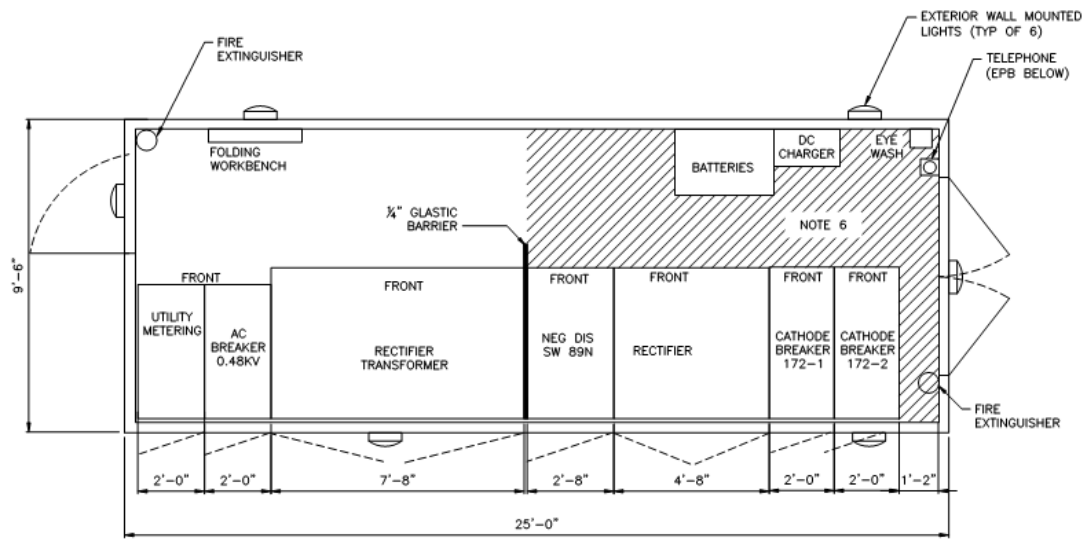 EXTERIOR WALL MOUNTED
LIGHTS (TYP OF 6)
FIRE
EXTINGUISHER
TELEPHONE
(EPB BELOW)
FOLDING
WORKBENCH
BATTERIES
DC
CHARGER
EYE
WASH
¼" GLASTIC
BARRIER
NOTE 6
9'-6"
FRONT
FRONT
FRONT
FRONT
FRONT
FRONT
UTILITY
METERING
AC
BREAKER
0.48KV
RECTIFIER
TRANSFORMER
NEG DIS
SW 89N
RECTIFIER
CATHODE
BREAKER
172-1
CATHODE
BREAKER
172-2
FIRE
EXTINGUISHER
2'-0"
2'-0"
7'-8"
2'-8"
4'-8"
2'-0"
2'-0"
1'-2"
25'-0"